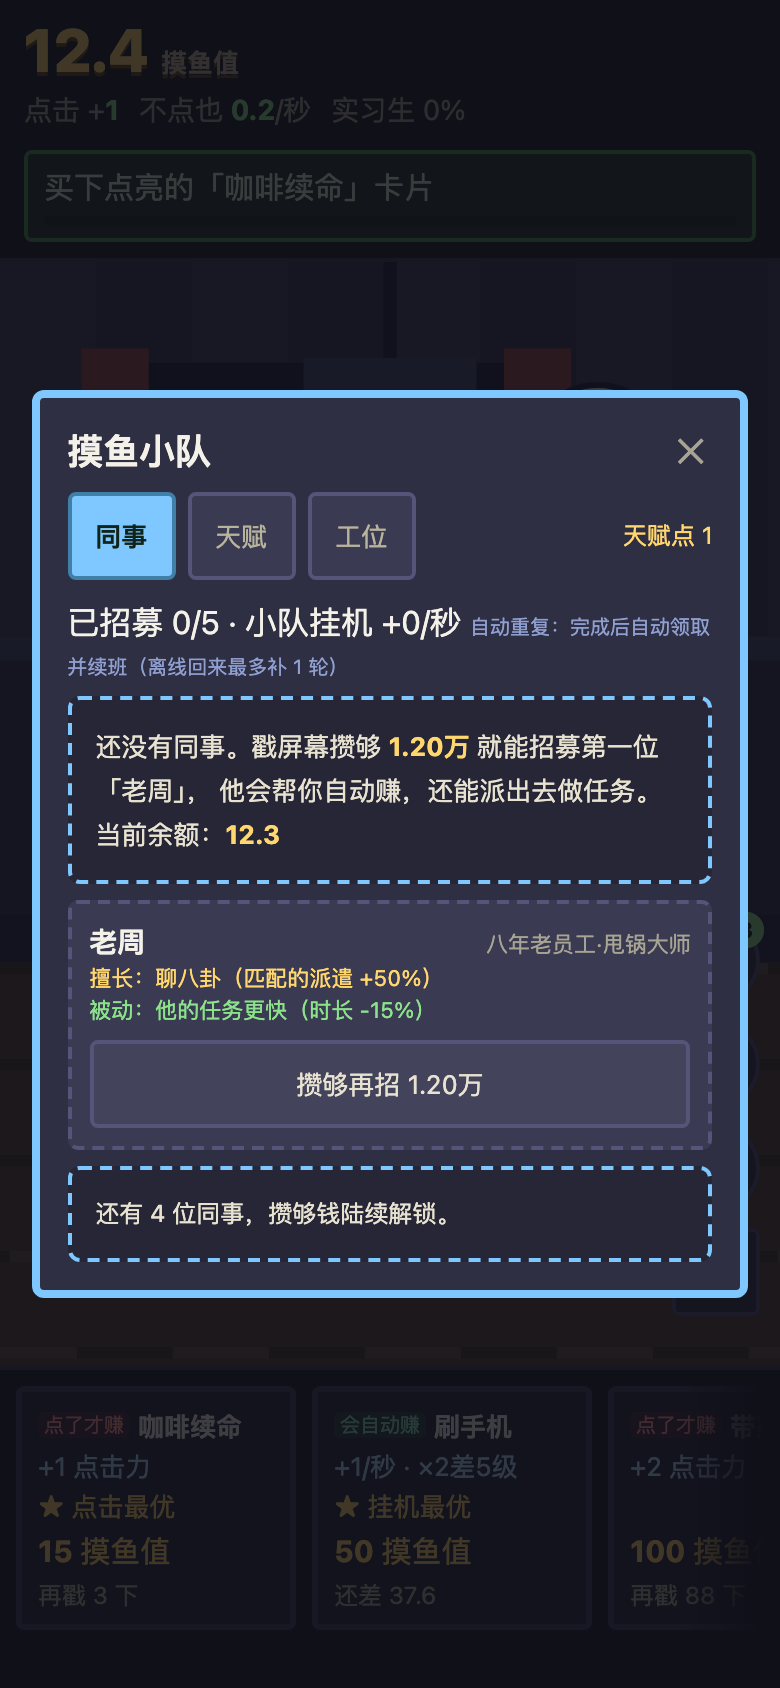 12.4 摸鱼值
点击 +1 不点也 0.2/秒 实习生 0%
买下点亮的「咖啡续命」卡片
摸鱼小队
同事 天赋 工位 天赋点 1
已招募 0/5 · 小队挂机 +0/秒 自动重复：完成后自动领取
并续班（离线回来最多补 1 轮）
还没有同事。戳屏幕攒够 1.20万 就能招募第一位
「老周」， 他会帮你自动赚，还能派出去做任务。
当前余额：12.3
老周 八年老员工·甩锅大师
擅长：聊八卦（匹配的派遣 +50%）
被动：他的任务更快（时长 -15%）
攒够再招 1.20万
还有 4 位同事，攒够钱陆续解锁。
点了才赚 咖啡续命
+1 点击力
★ 点击最优
15 摸鱼值
再戳 3 下
会自动赚 刷手机
+1/秒 · ×2差5级
★ 挂机最优
50 摸鱼值
还差 37.6
点了才赚 带
+2 点击力
100 摸鱼
再戳 88 下